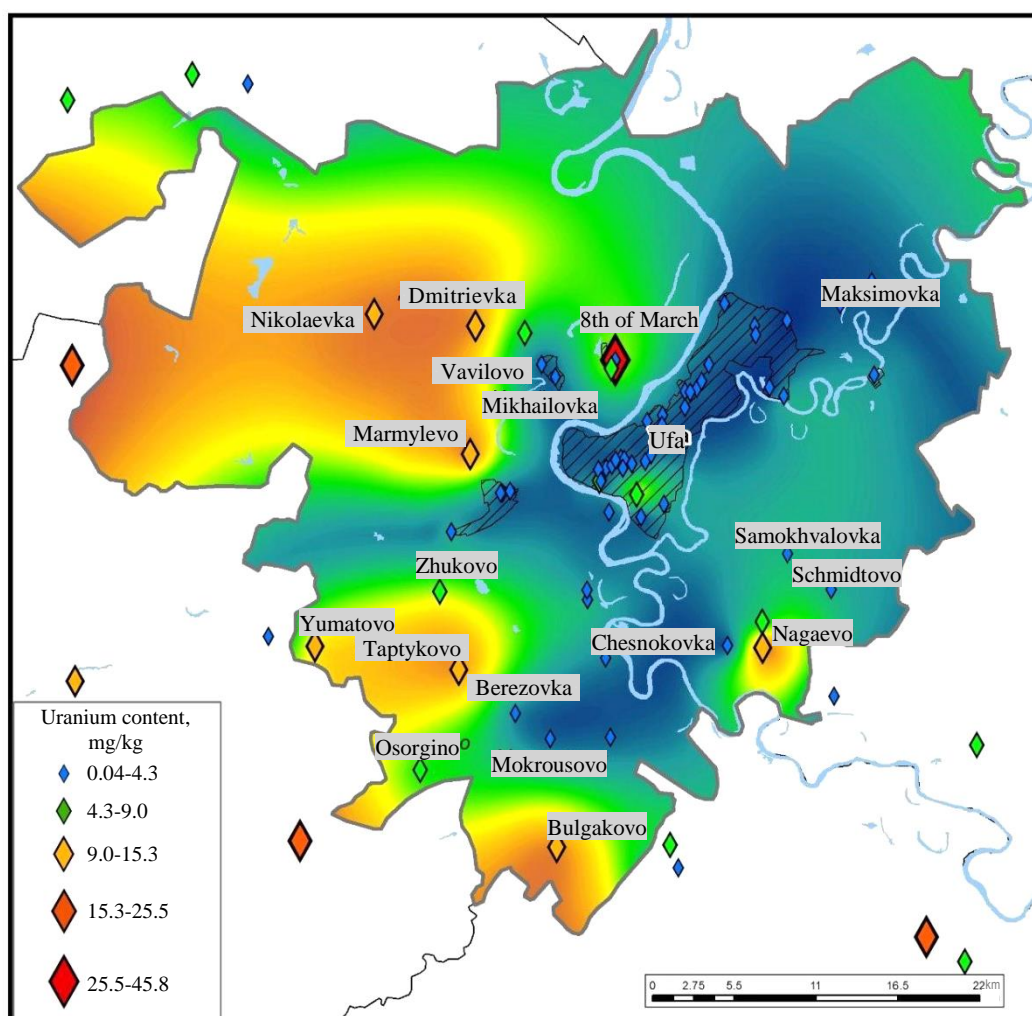 Maksimovka
Dmitrievka
Nikolaevka
8th of March
Vavilovo
Mikhailovka
Marmylevo
Ufa
Samokhvalovka
Zhukovo
Schmidtovo
Yumatovo
Chesnokovka
Nagaevo
Taptykovo
Berezovka
Osorgino
Mokrousovo
Bulgakovo
Uranium content,
mg/kg
0.04-4.3
4.3-9.0
9.0-15.3
15.3-25.5
25.5-45.8
0 2.75 5.5 11 16.5 22 km